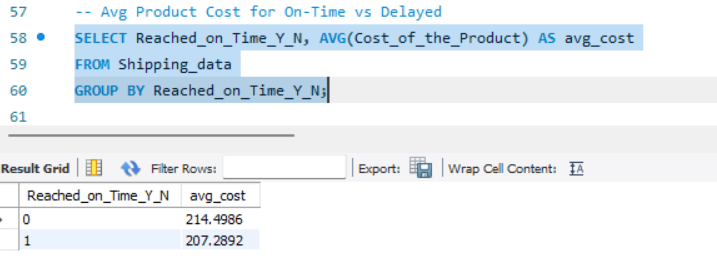 57 -- Avg Product Cost for On-Time vs Delayed
58 SELECT Reached_on_Time_Y_N, AVG(Cost_of_the_Product) AS avg_cost
59 FROM Shipping_data
60 GROUP BY Reached_on_Time_Y_N;
61
Result Grid Filter Rows: Export: Wrap Cell Content:
Reached_on_Time_Y_N avg_cost
0 214.4986
1 207.2892